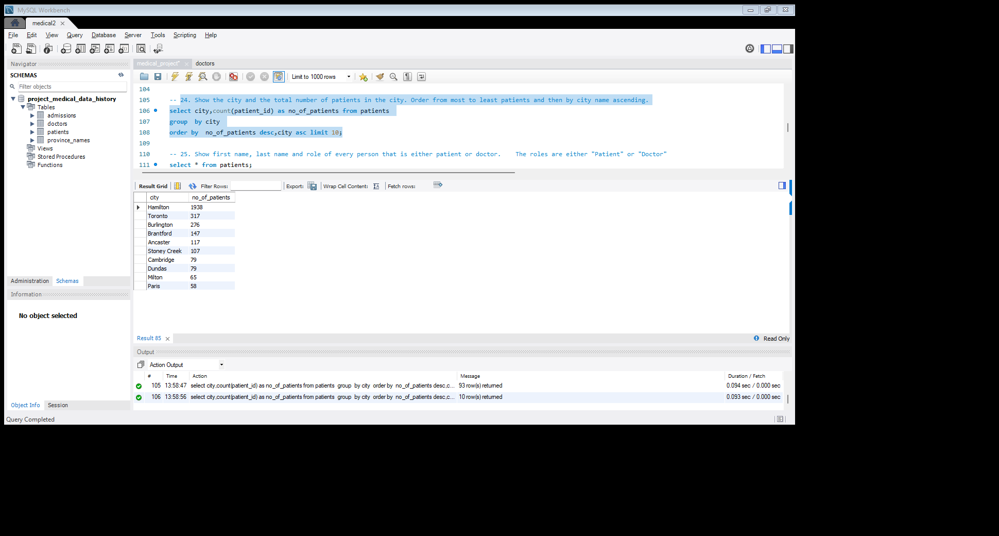 MySQL Workbench
medical2
File Edit View Query Database Server Tools Scripting Help
Navigator
SCHEMAS
Filter objects
project_medical_data_history
Tables
admissions
doctors
patients
province_names
Views
Stored Procedures
Functions
Administration Schemas
Information
No object selected
Object Info Session
medical_project* doctors
Limit to 1000 rows
104
105 -- 24. Show the city and the total number of patients in the city. Order from most to least patients and then by city name ascending.
106 select city,count(patient_id) as no_of_patients from patients
107 group  by city
108 order by  no_of_patients desc,city asc limit 10;
109
110 -- 25. Show first name, last name and role of every person that is either patient or doctor.    The roles are either "Patient" or "Doctor"
111 select * from patients;
Result Grid Filter Rows: Export: Wrap Cell Content: Fetch rows:
city no_of_patients
Hamilton 1938
Toronto 317
Burlington 276
Brantford 147
Ancaster 117
Stoney Creek 107
Cambridge 79
Dundas 79
Milton 65
Paris 58
Result 85 Read Only
Output
Action Output
# Time Action Message Duration / Fetch
105 13:58:47 select city,count(patient_id) as no_of_patients from patients  group  by city  order by  no_of_patients desc,c... 93 row(s) returned 0.094 sec / 0.000 sec
106 13:58:56 select city,count(patient_id) as no_of_patients from patients  group  by city  order by  no_of_patients desc,c... 10 row(s) returned 0.093 sec / 0.000 sec
Query Completed